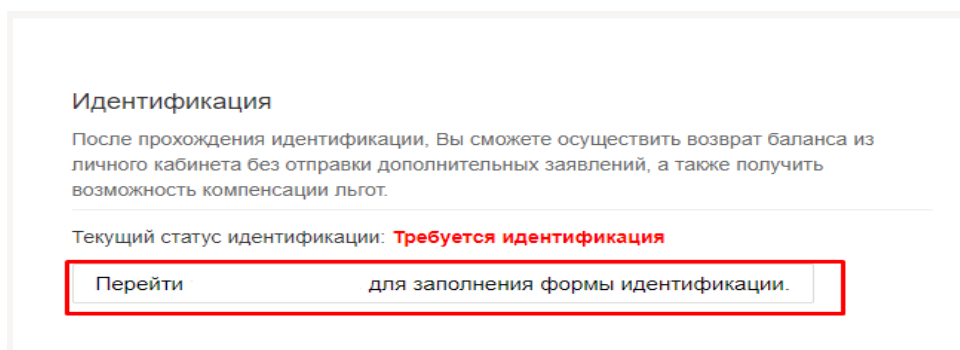 Идентификация
После прохождения идентификации, Вы сможете осуществить возврат баланса из
личного кабинета без отправки дополнительных заявлений, а также получить
возможность компенсации льгот.
Текущий статус идентификации: Требуется идентификация
Перейти для заполнения формы идентификации.